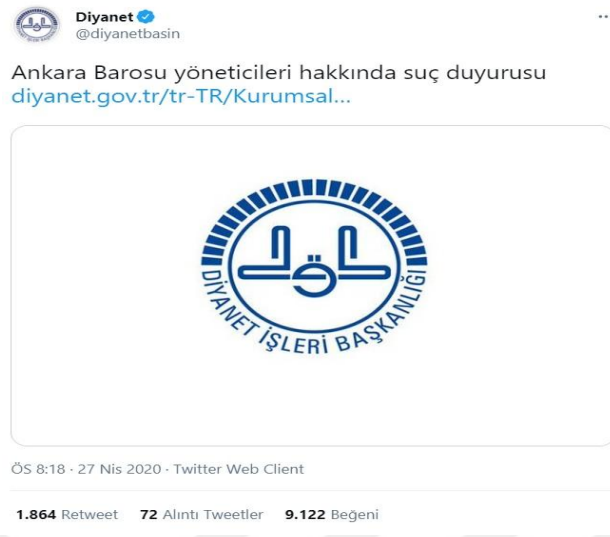 Diyanet
@diyanetbasin
Ankara Barosu yöneticileri hakkında suç duyurusu
diyanet.gov.tr/tr-TR/Kurumsal...
DİYANET İŞLERİ BAŞKANLIĞI
ÖS 8:18 · 27 Nis 2020 · Twitter Web Client
1.864 Retweet 72 Alıntı Tweetler 9.122 Beğeni